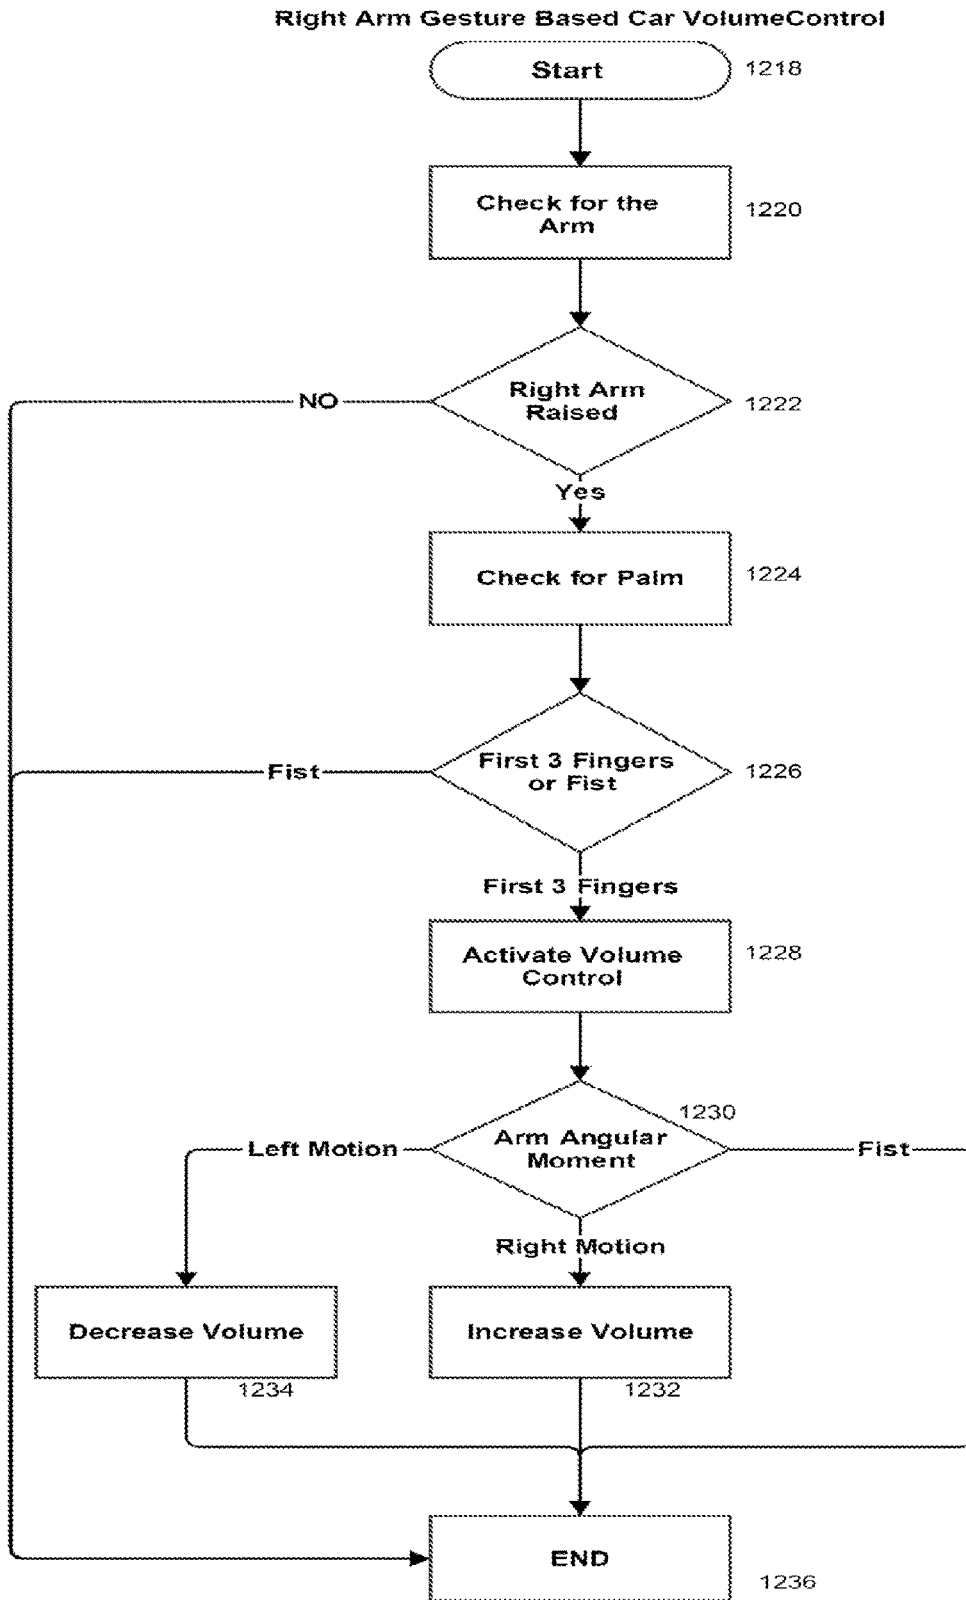 Right Arm Gesture Based Car VolumeControl
Start
1218
Check for the
Arm
1220
Right Arm
Raised
1222
NO
Yes
Check for Palm
1224
First 3 Fingers
or Fist
1226
Fist
First 3 Fingers
Activate Volume
Control
1228
1230
Arm Angular
Moment
Left Motion
Fist
Right Motion
Decrease Volume
1234
Increase Volume
1232
END
1236